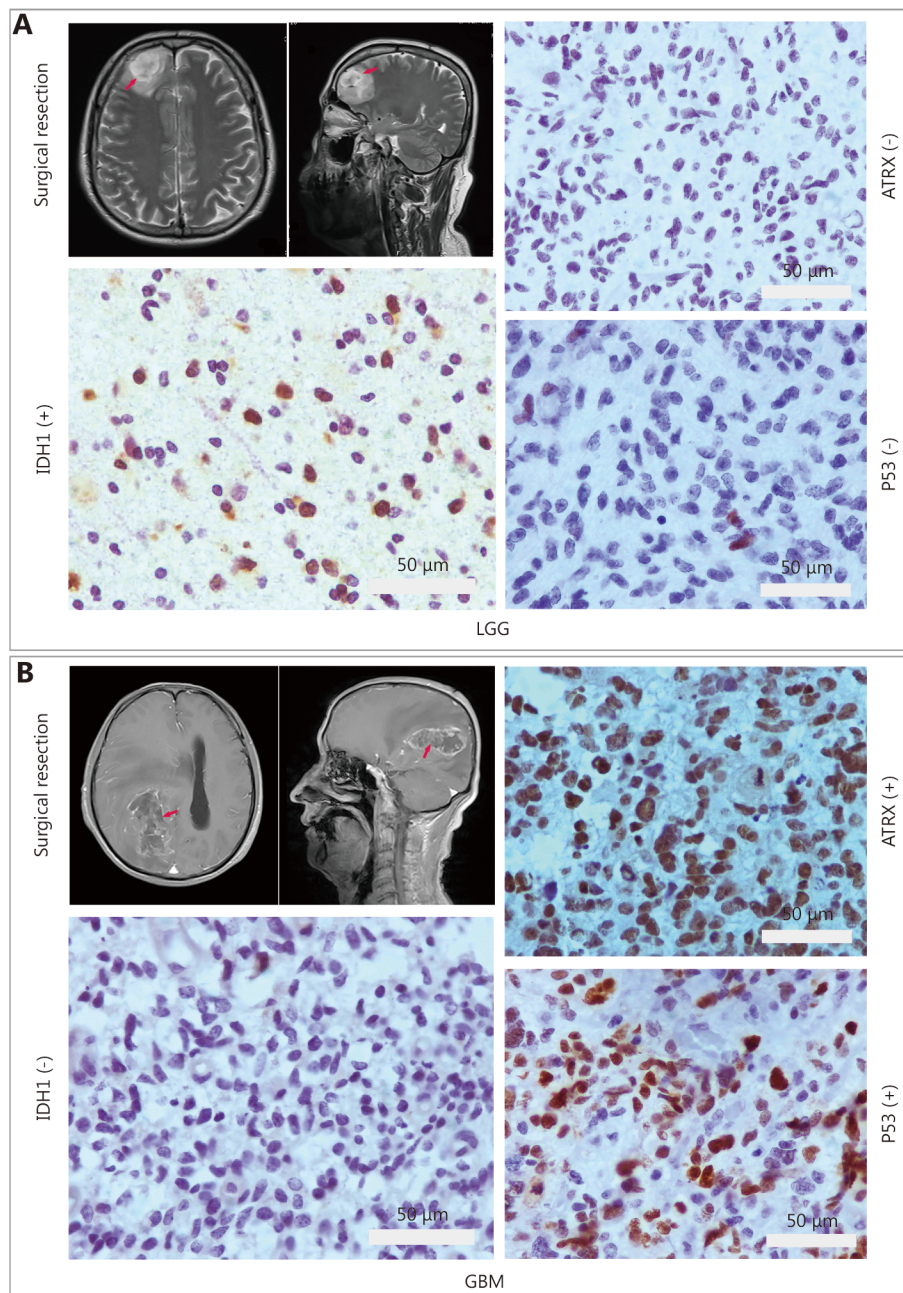 A
Surgical resection
ATRX (-)
50 µm
IDH1 (+)
50 µm
P53 (-)
50 µm
LGG
B
Surgical resection
ATRX (+)
50 µm
IDH1 (-)
50 µm
P53 (+)
50 µm
GBM